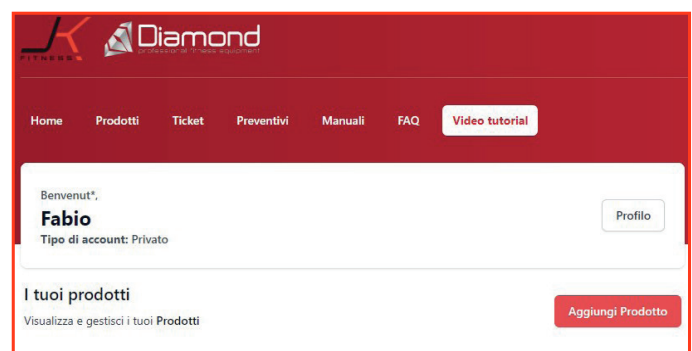 JK
FITNESS
Diamond
professional fitness equipment
Home Prodotti Ticket Preventivi Manuali FAQ Video tutorial
Benvenut*,
Fabio
Profilo
Tipo di account: Privato
I tuoi prodotti
Aggiungi Prodotto
Visualizza e gestisci i tuoi Prodotti